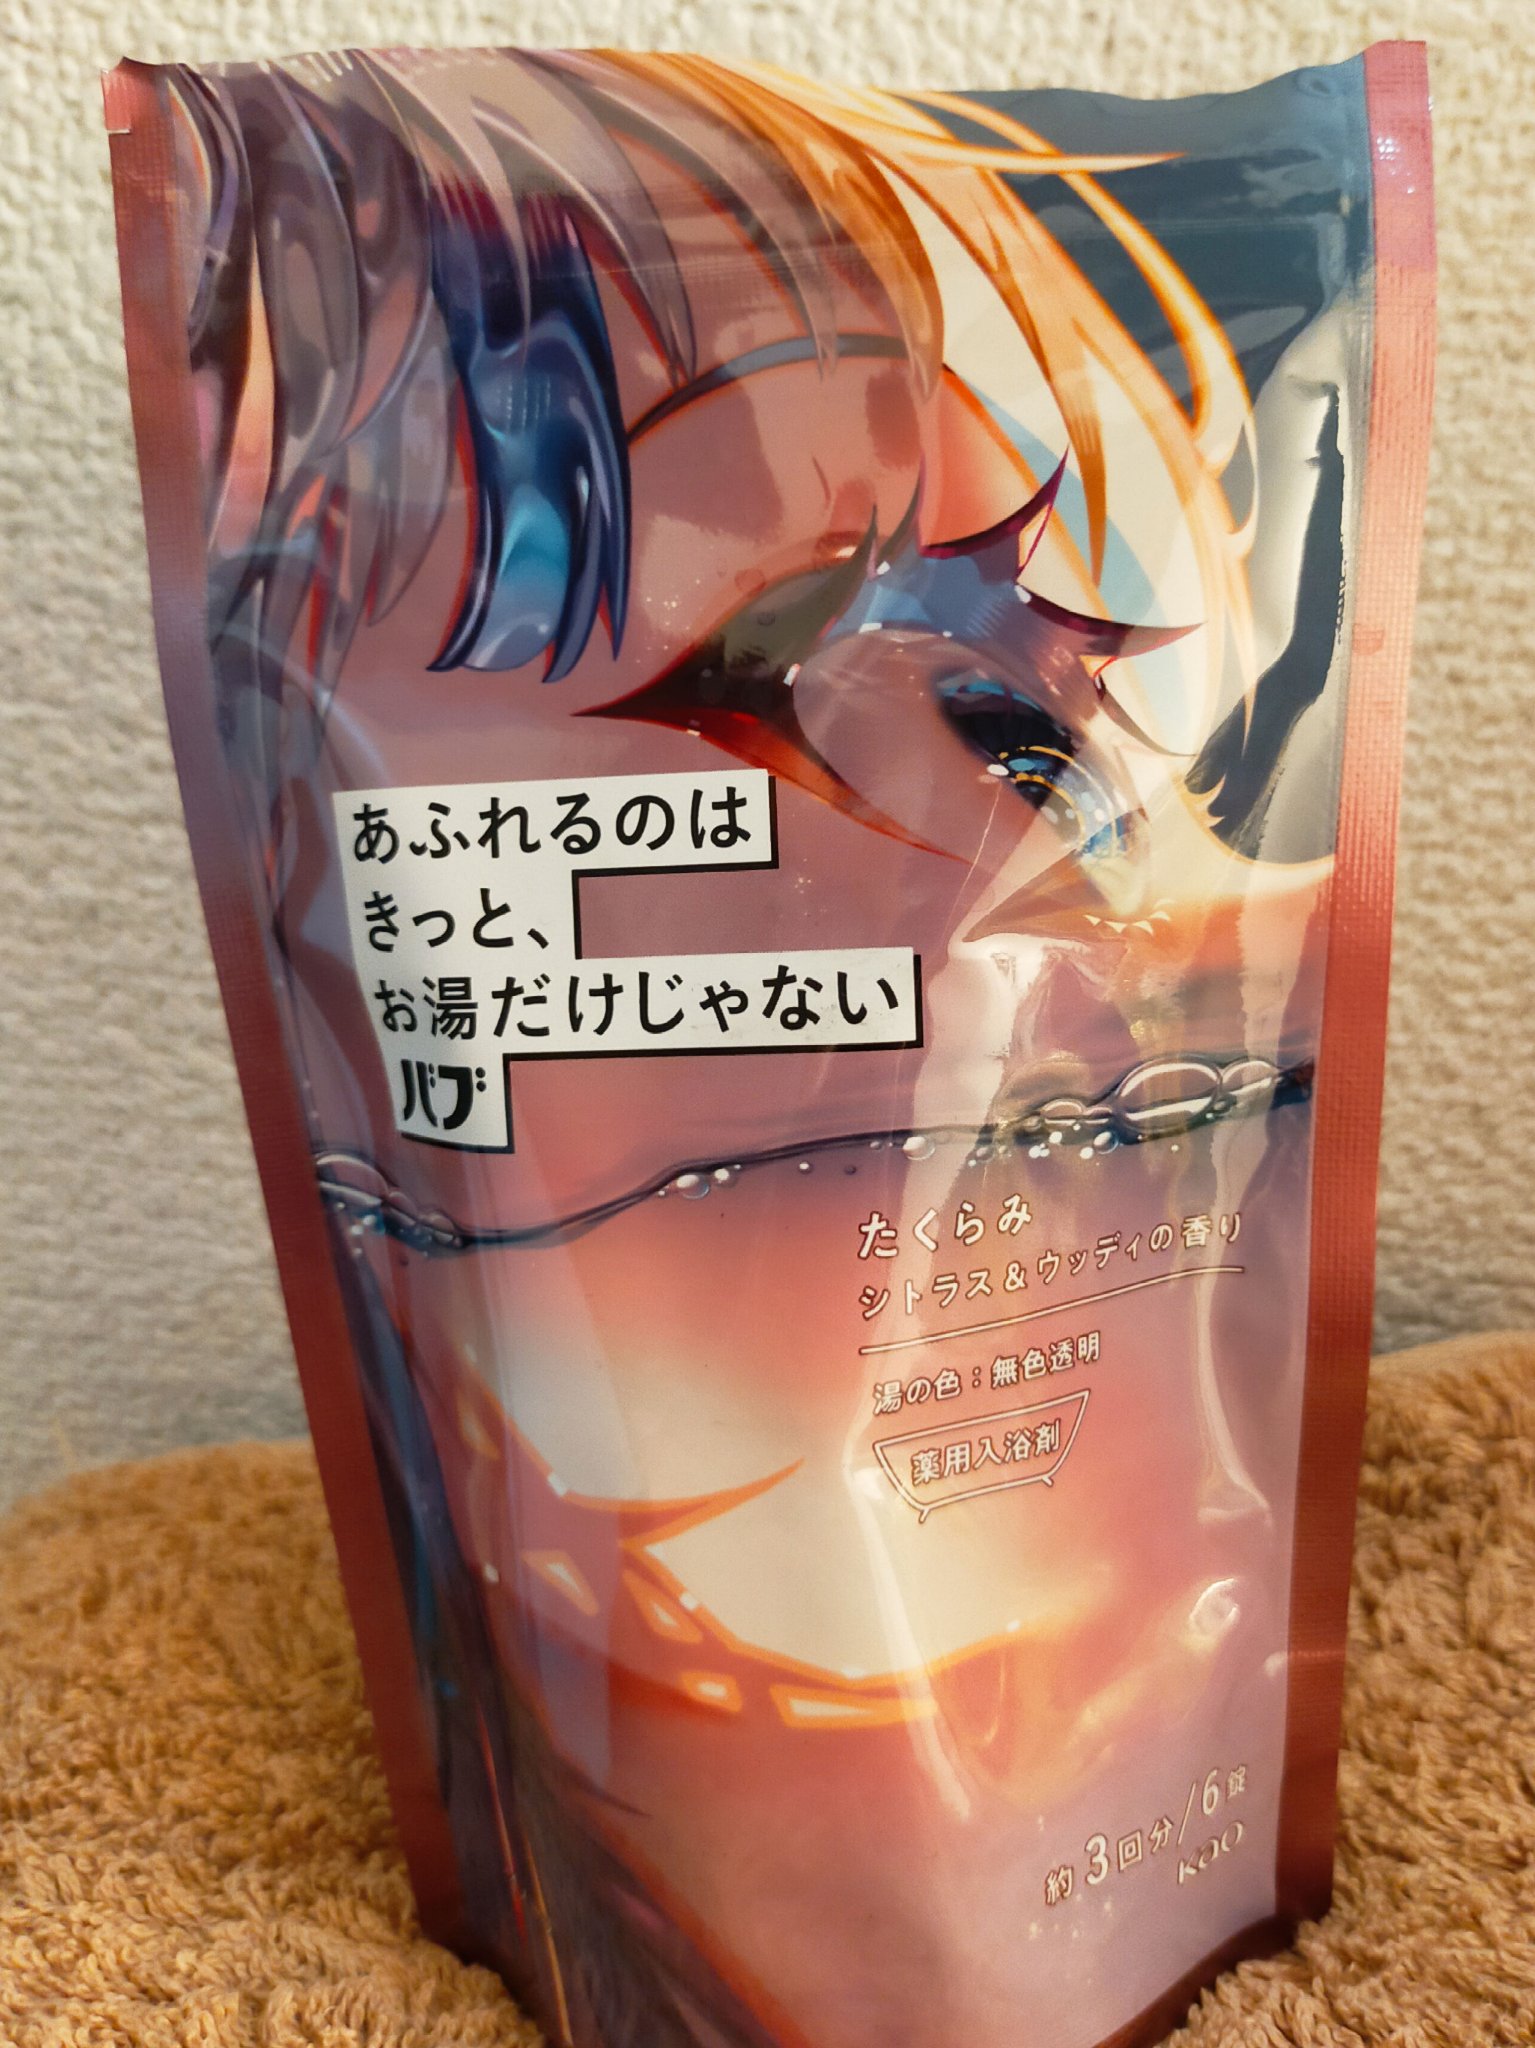 あふれるのは
きっと、
お湯だけじゃない
バブ
たくらみ
シトラス&ウッディの香り
湯の色:無色透明
薬用入浴剤
約3回分/6錠
Kao